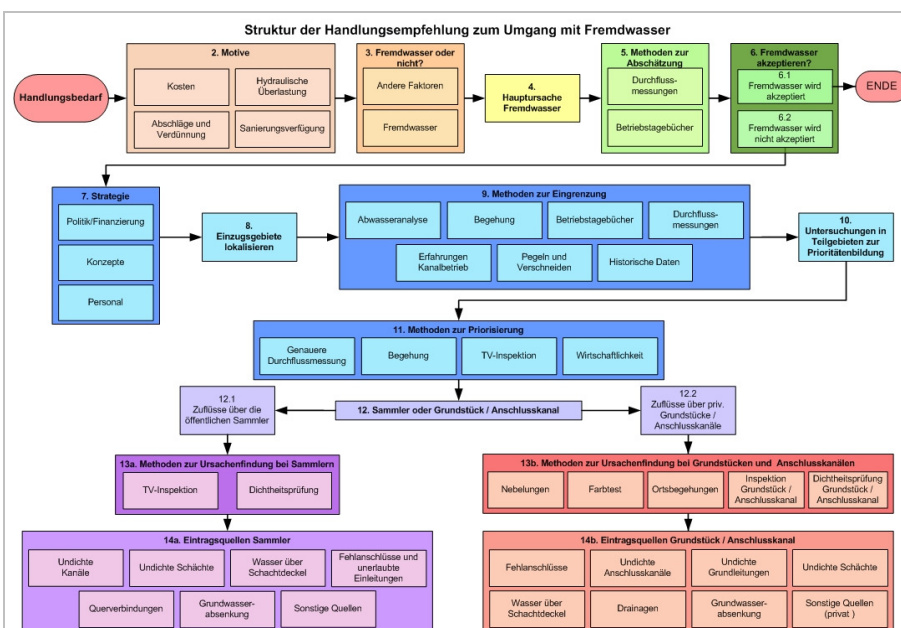 Struktur der Handlungsempfehlung zum Umgang mit Fremdwasser
Handlungsbedarf
2. Motive
Kosten
Hydraulische
Überlastung
Abschläge und
Verdünnung
Sanierungsverfügung
3. Fremdwasser oder
nicht?
Andere Faktoren
Fremdwasser
4.
Hauptursache
Fremdwasser
5. Methoden zur
Abschätzung
Durchfluss-
messungen
Betriebstagebücher
6. Fremdwasser
akzeptieren?
6.1
Fremdwasser wird
akzeptiert
6.2
Fremdwasser wird
nicht akzeptiert
ENDE
7. Strategie
Politik/Finanzierung
Konzepte
Personal
8.
Einzugsgebiete
lokalisieren
9. Methoden zur Eingrenzung
Abwasseranalyse
Begehung
Betriebstagebücher
Durchfluss-
messungen
Erfahrungen
Kanalbetrieb
Pegeln und
Verschneiden
Historische Daten
10.
Untersuchungen in
Teilgebieten zur
Prioritätenbildung
11. Methoden zur Priorisierung
Genauere
Durchflussmessung
Begehung
TV-Inspektion
Wirtschaftlichkeit
12.1
Zuflüsse über die
öffentlichen Sammler
12. Sammler oder Grundstück / Anschlusskanal
12.2
Zuflüsse über priv.
Grundstücke /
Anschlusskanäle
13a. Methoden zur Ursachenfindung bei Sammlern
TV-Inspektion
Dichtheitsprüfung
13b. Methoden zur Ursachenfindung bei Grundstücken und Anschlusskanälen
Nebelungen
Farbtest
Ortsbegehungen
Inspektion
Grundstück /
Anschlusskanal
Dichtheitsprüfung
Grundstück /
Anschlusskanal
14a. Eintragsquellen Sammler
Undichte
Kanäle
Undichte Schächte
Wasser über
Schachtdeckel
Fehlanschlüsse und
unerlaubte
Einleitungen
Querverbindungen
Grundwasser-
absenkung
Sonstige Quellen
14b. Eintragsquellen Grundstück / Anschlusskanal
Fehlanschlüsse
Undichte
Anschlusskanäle
Undichte
Grundleitungen
Undichte Schächte
Wasser über
Schachtdeckel
Drainagen
Grundwasser-
absenkung
Sonstige Quellen
(privat )